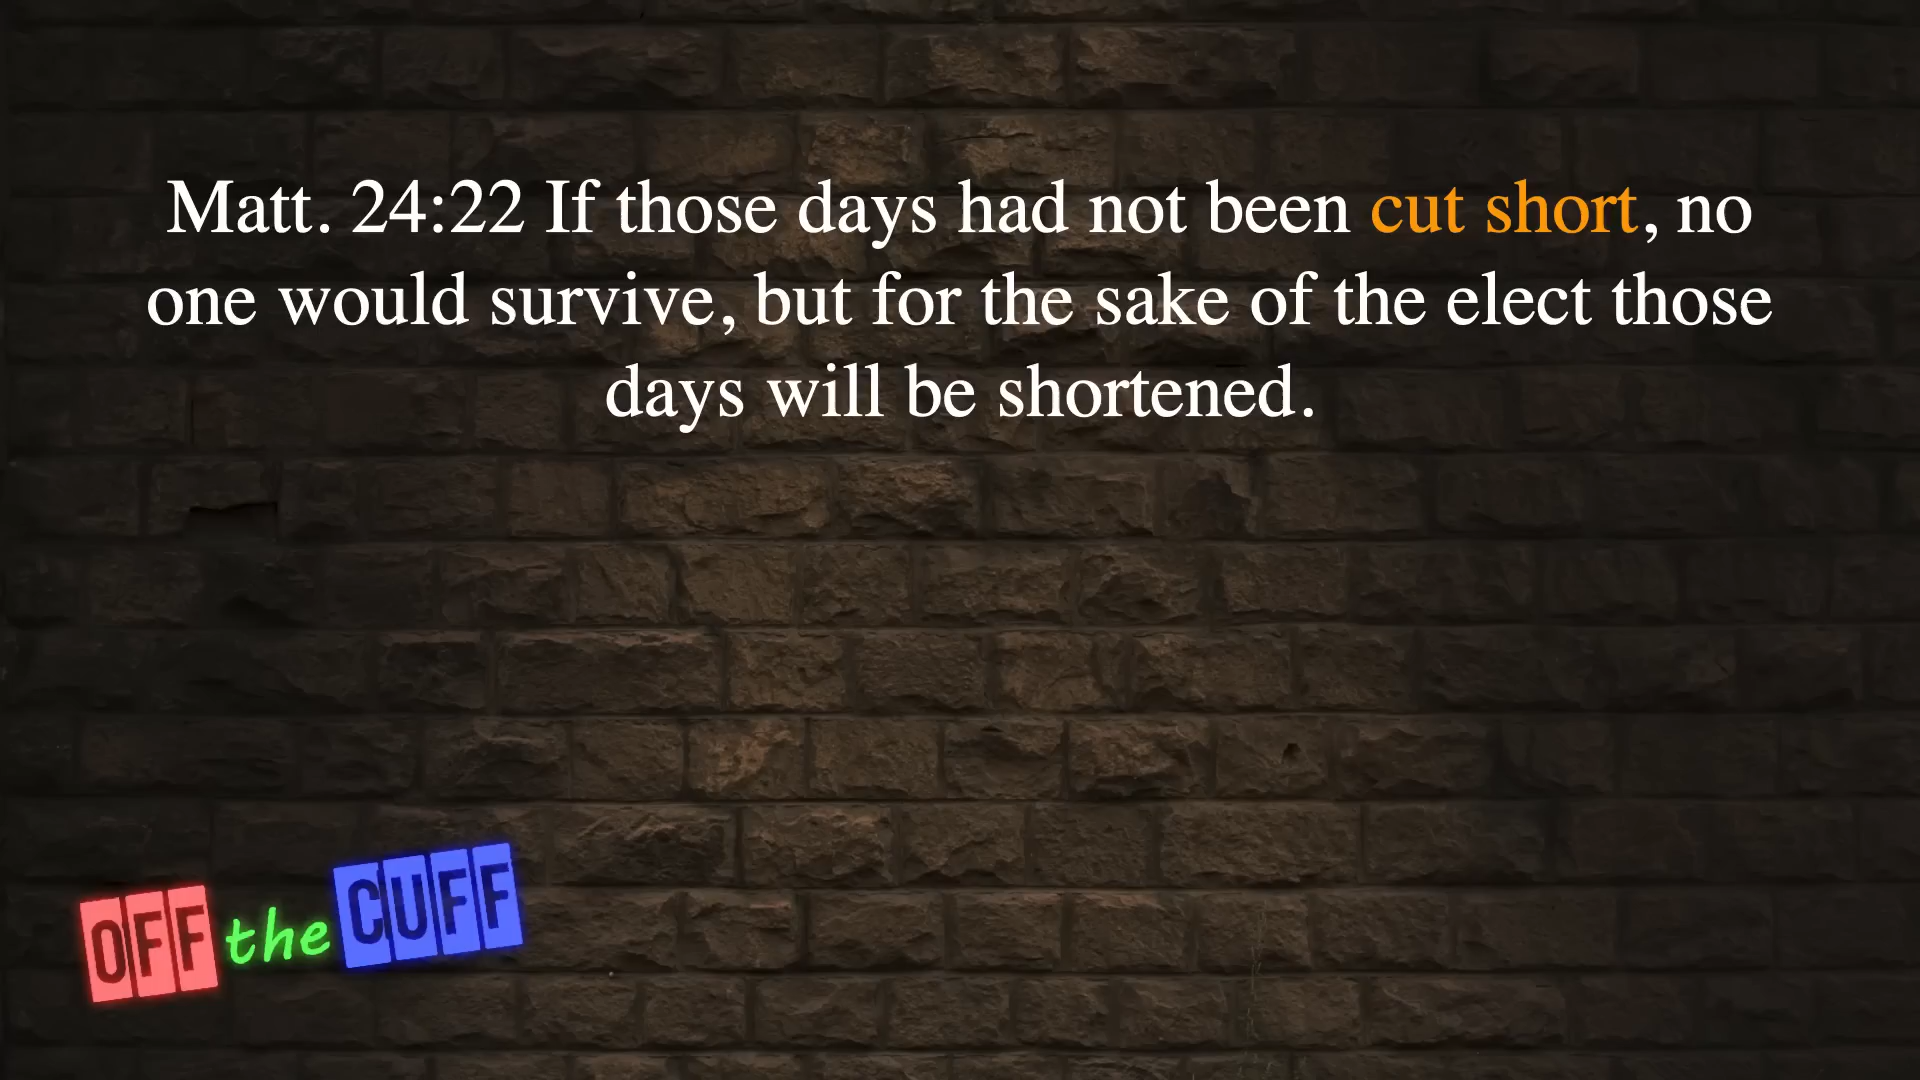 Matt. 24:22 If those days had not been cut short, no
one would survive, but for the sake of the elect those
days will be shortened.
OFF the CUFF